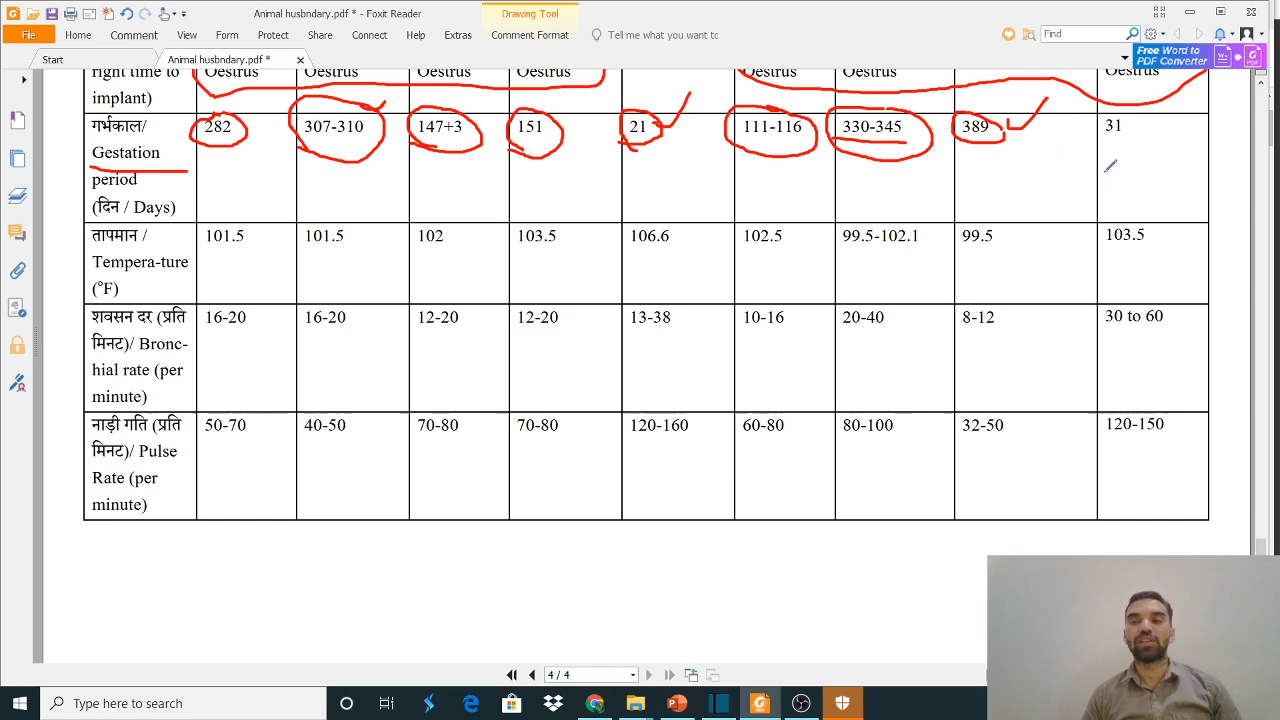 Animal husbndary.pdf * - Foxit Reader
Drawing Tool
File Home Comment View Form Protect Share Connect Help Extras Comment Format Tell me what you want to Find
Start Animal husbndary.pdf *
Free Word to
PDF Converter
right time to Oestrus Oestrus Oestrus Oestrus Oestrus Oestrus Oestrus
implant)
गर्भकाल/ 282 307-310 147+3 151 21 111-116 330-345 389 31
Gestation
period
(दिन / Days)
तापमान / 101.5 101.5 102 103.5 106.6 102.5 99.5-102.1 99.5 103.5
Tempera-ture
(°F)
श्वसन दर (प्रति 16-20 16-20 12-20 12-20 13-38 10-16 20-40 8-12 30 to 60
मिनट)/ Bronc-
hial rate (per
minute)
नाड़ी गति (प्रति 50-70 40-50 70-80 70-80 120-160 60-80 80-100 32-50 120-150
मिनट)/ Pulse
Rate (per
minute)
4 / 4
Type here to search